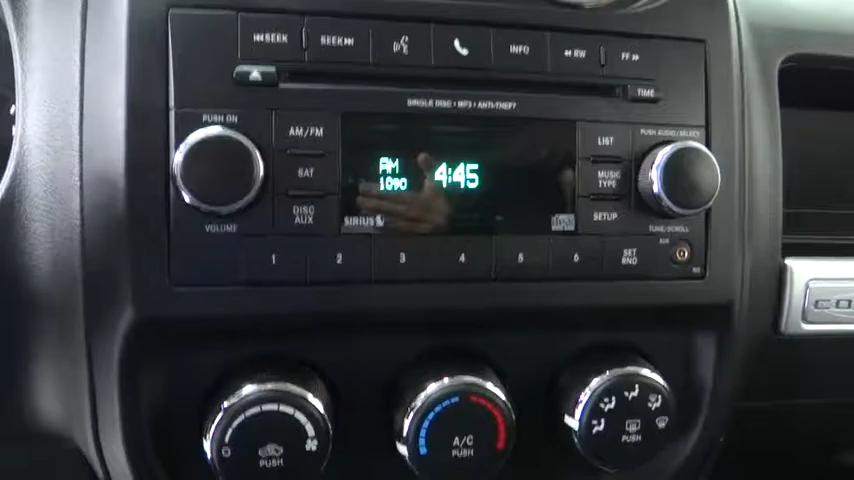 SEEK
SEEK
INFO
RW
FF
TIME
SINGLE DISC • MP3 • ANTI-THEFT
PUSH ON
VOLUME
AM/FM
SAT
DISC
AUX
AM
1090
4:45
SIRIUS
LIST
MUSIC
TYPE
SETUP
PUSH AUDIO/SELECT
TUNE/SCROLL
AUX
1
2
3
4
5
6
SET
RND
PUSH
A/C
PUSH
PUSH